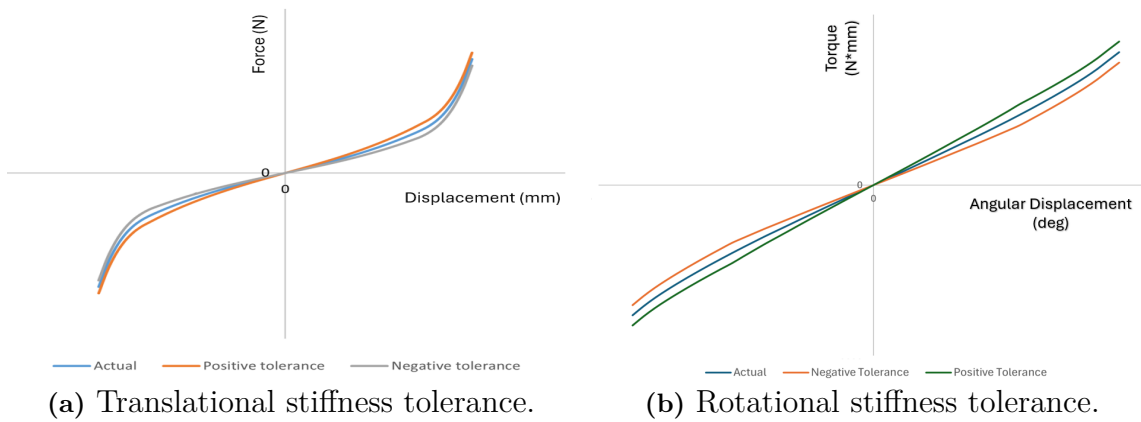 Force (N)
0
0
Displacement (mm)
Actual Positive tolerance Negative tolerance
(a) Translational stiffness tolerance.
Torque
(N*mm)
0
0
Angular Displacement
(deg)
Actual Negative Tolerance Positive Tolerance
(b) Rotational stiffness tolerance.